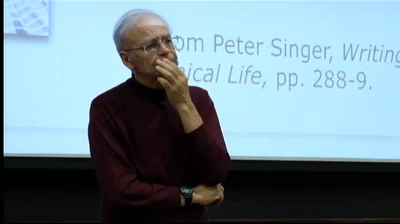 om Peter Singer, Writing
ical Life, pp. 288-9.